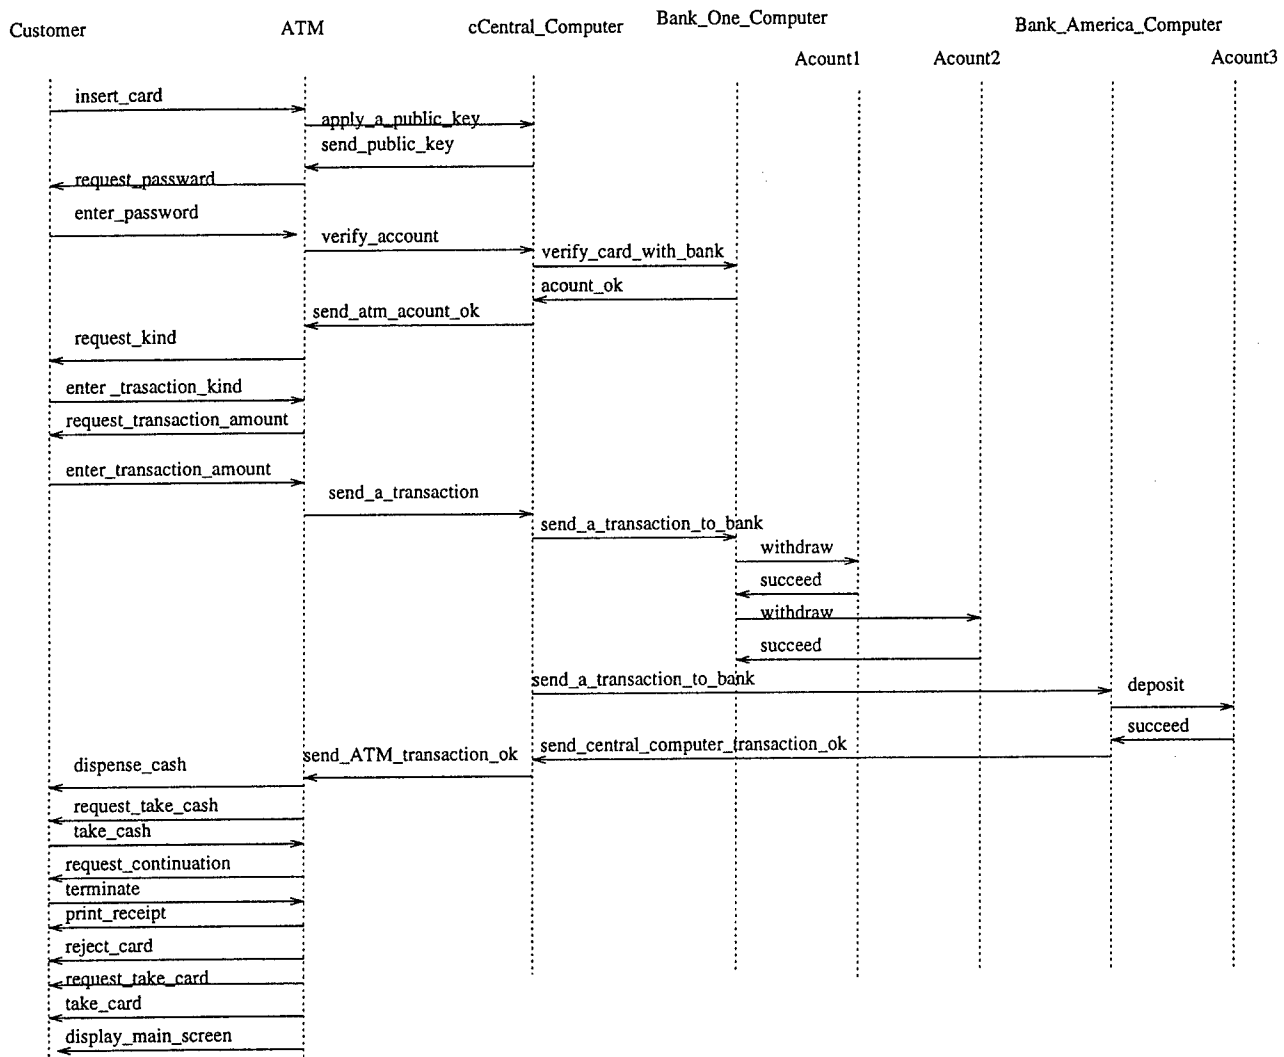 Customer
ATM
cCentral_Computer
Bank_One_Computer
Bank_America_Computer
Acount1
Acount2
Acount3
insert_card
apply_a_public_key
send_public_key
request_passward
enter_password
verify_account
verify_card_with_bank
acount_ok
send_atm_acount_ok
request_kind
enter _trasaction_kind
request_transaction_amount
enter_transaction_amount
send_a_transaction
send_a_transaction_to_bank
withdraw
succeed
withdraw
succeed
send_a_transaction_to_bank
deposit
succeed
send_central_computer_transaction_ok
send_ATM_transaction_ok
dispense_cash
request_take_cash
take_cash
request_continuation
terminate
print_receipt
reject_card
request_take_card
take_card
display_main_screen